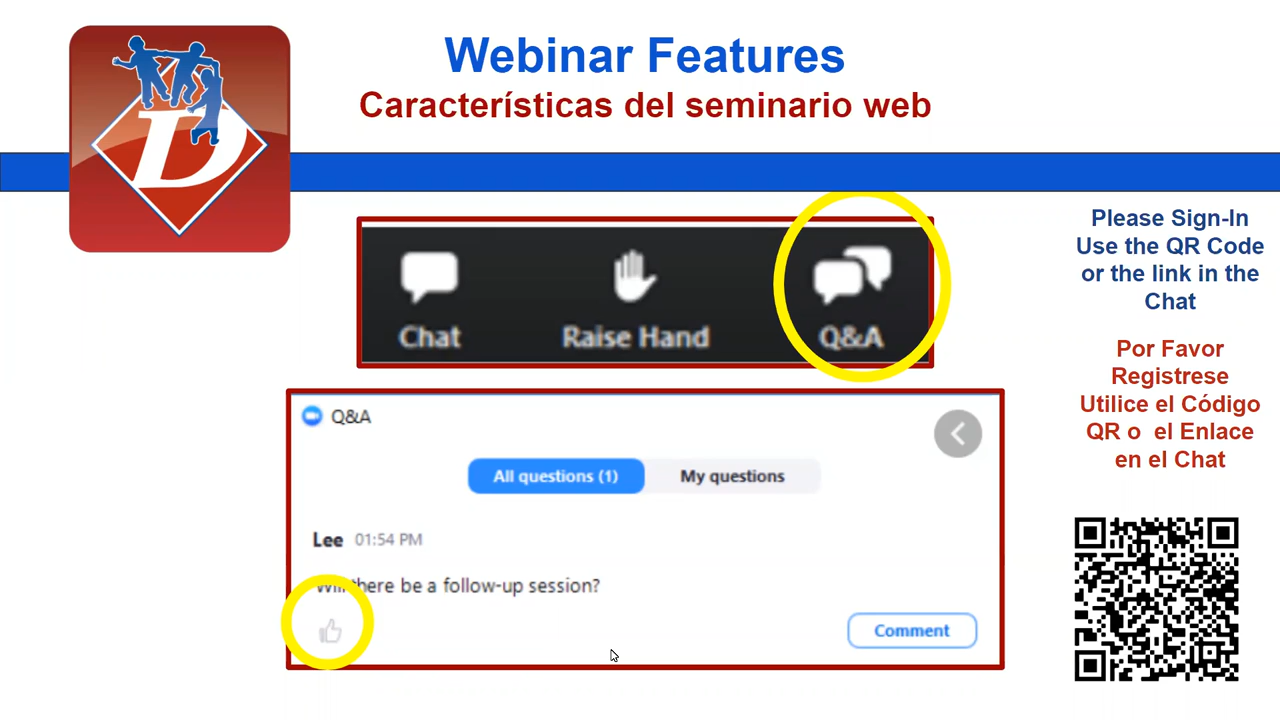 Webinar Features
Características del seminario web
D
Chat
Raise Hand
Q&A
Q&A
All questions (1)
My questions
Lee 01:54 PM
Will there be a follow-up session?
Comment
Please Sign-In
Use the QR Code
or the link in the
Chat
Por Favor
Registrese
Utilice el Código
QR o el Enlace
en el Chat